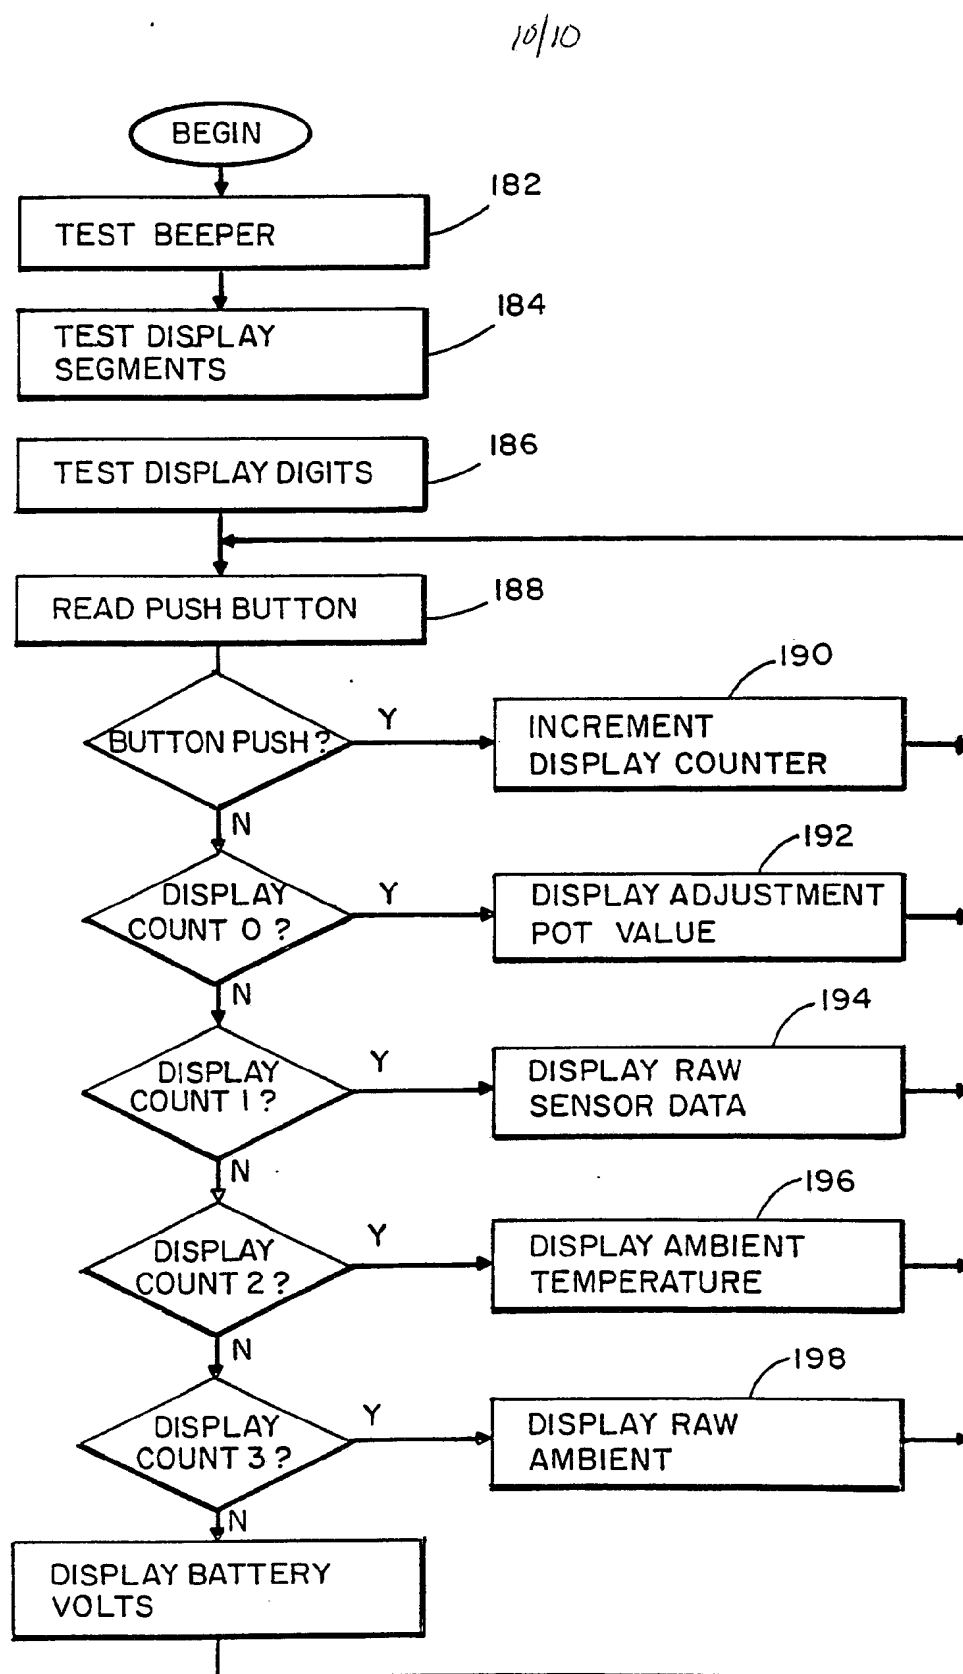 10/10
BEGIN
182
TEST BEEPER
184
TEST DISPLAY
SEGMENTS
186
TEST DISPLAY DIGITS
188
READ PUSH BUTTON
190
BUTTON PUSH?
Y
INCREMENT
DISPLAY COUNTER
N
192
DISPLAY
COUNT 0?
Y
DISPLAY ADJUSTMENT
POT VALUE
N
194
DISPLAY
COUNT 1?
Y
DISPLAY RAW
SENSOR DATA
N
196
DISPLAY
COUNT 2?
Y
DISPLAY AMBIENT
TEMPERATURE
N
198
DISPLAY
COUNT 3?
Y
DISPLAY RAW
AMBIENT
N
DISPLAY BATTERY
VOLTS